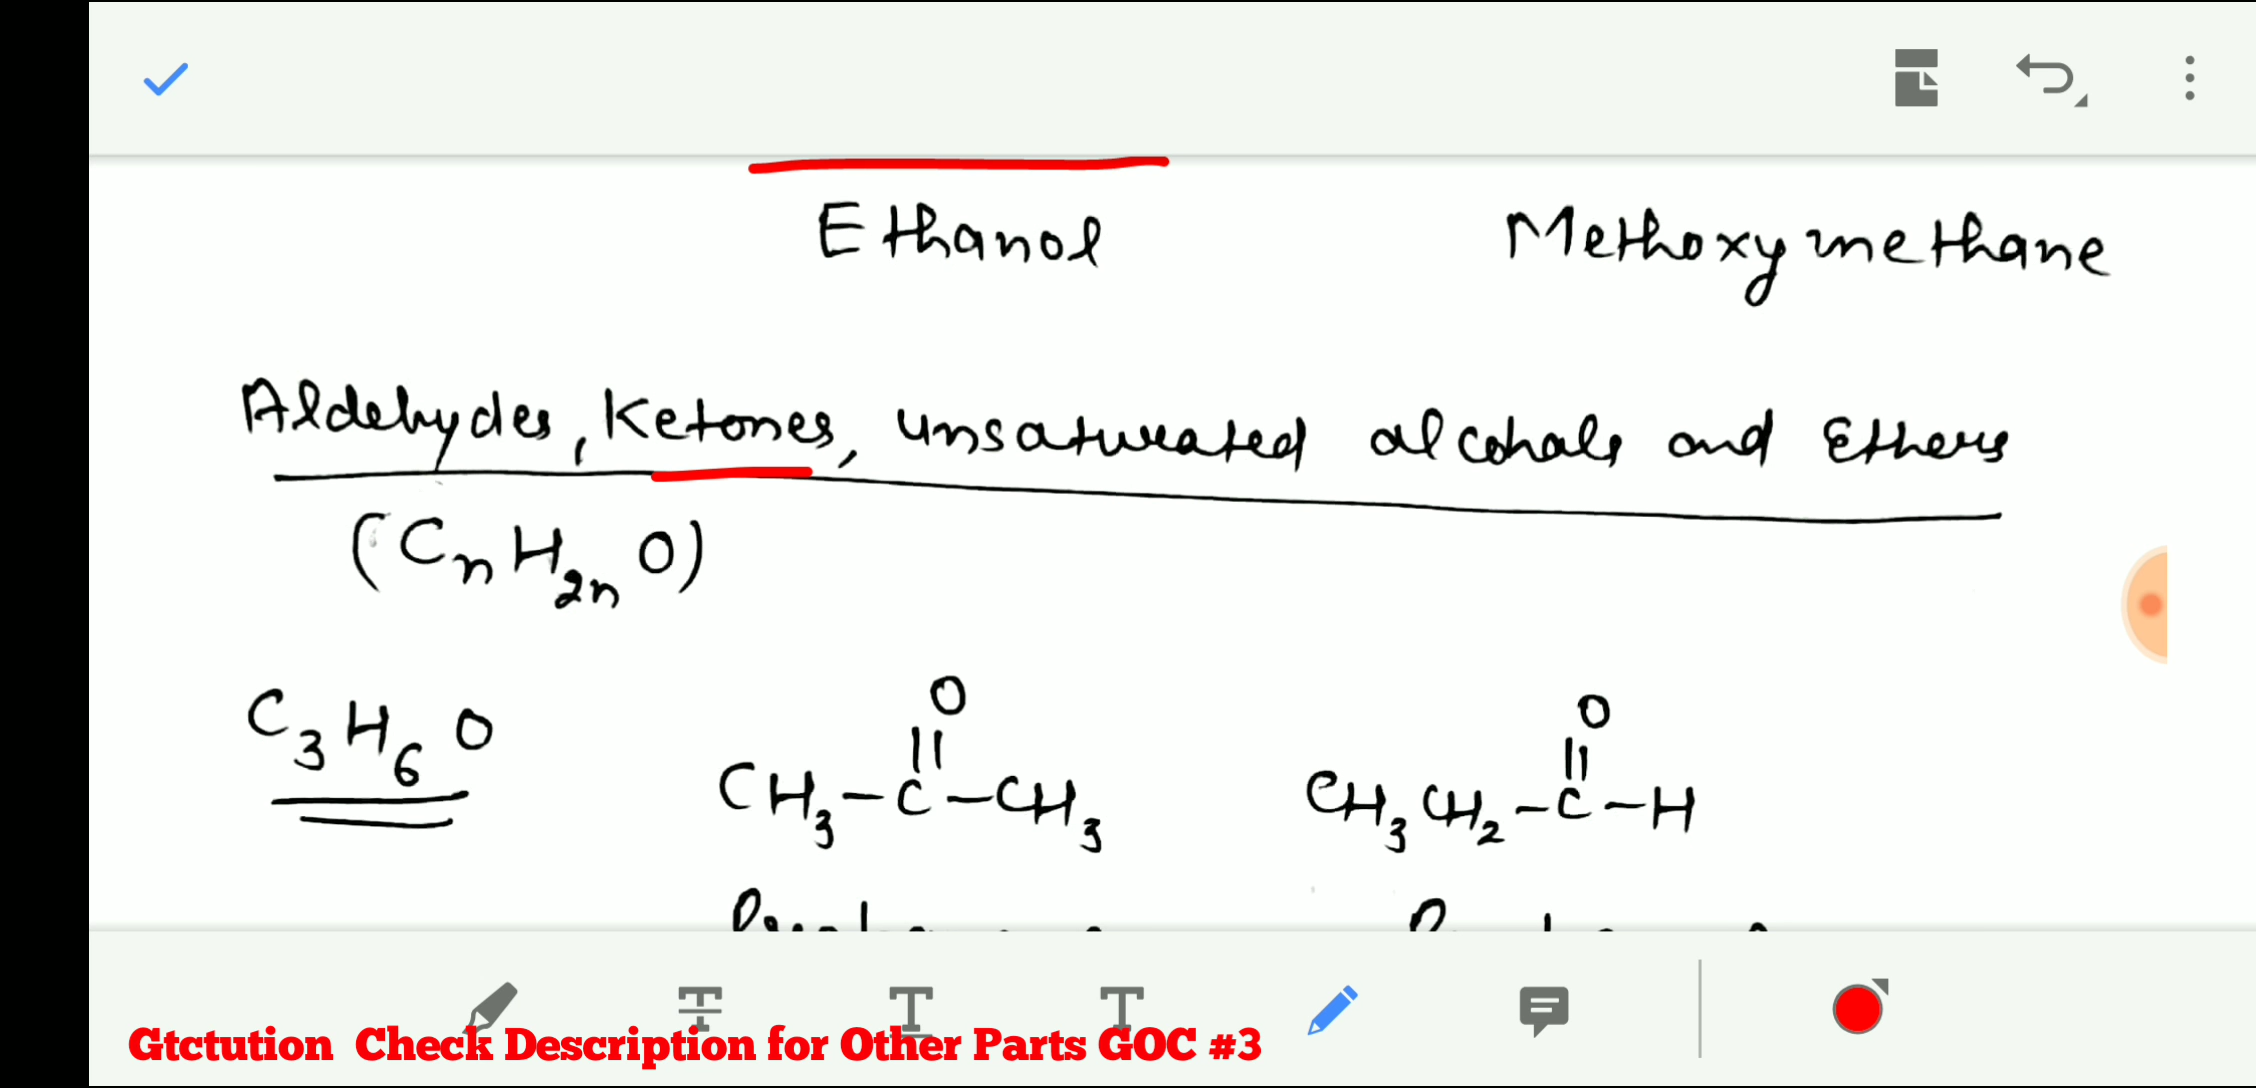 Ethanol Methoxymethane
Aldehydes, Ketones, unsaturated alcohals and Ethers
(CnH2nO)
C3H6O
O O
|| ||
CH3-C-CH3 CH3CH2-C-H
Gtctution Check Description for Other Parts GOC #3